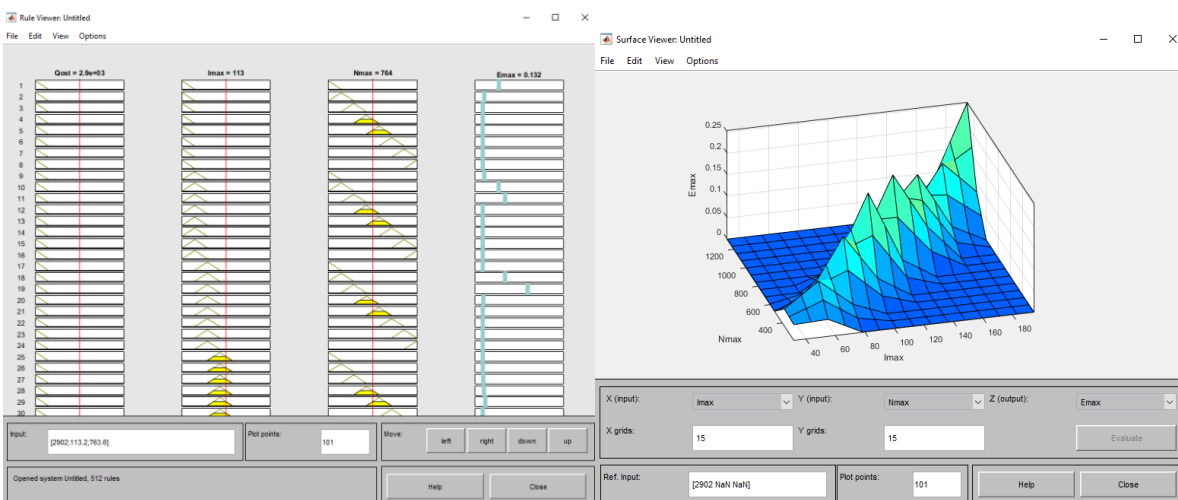 Rule Viewer: Untitled
File Edit View Options
Qost = 2.9e+03
Imax = 113
Nmax = 764
Emax = 0.132
1
2
3
4
5
6
7
8
9
10
11
12
13
14
15
16
17
18
19
20
21
22
23
24
25
26
27
28
29
30
Input:
[2902;113.2;763.6]
Plot points:
101
Move:
left right down up
Opened system Untitled, 512 rules
Help Close
Surface Viewer: Untitled
File Edit View Options
0.25
0.2
0.15
0.1
0.05
0
Emax
1200
1000
800
600
400
Nmax
40 60 80 100 120 140 160 180
Imax
X (input): Imax Y (input): Nmax Z (output): Emax
X grids: 15 Y grids: 15 Evaluate
Ref. Input: [2902 NaN NaN] Plot points: 101 Help Close